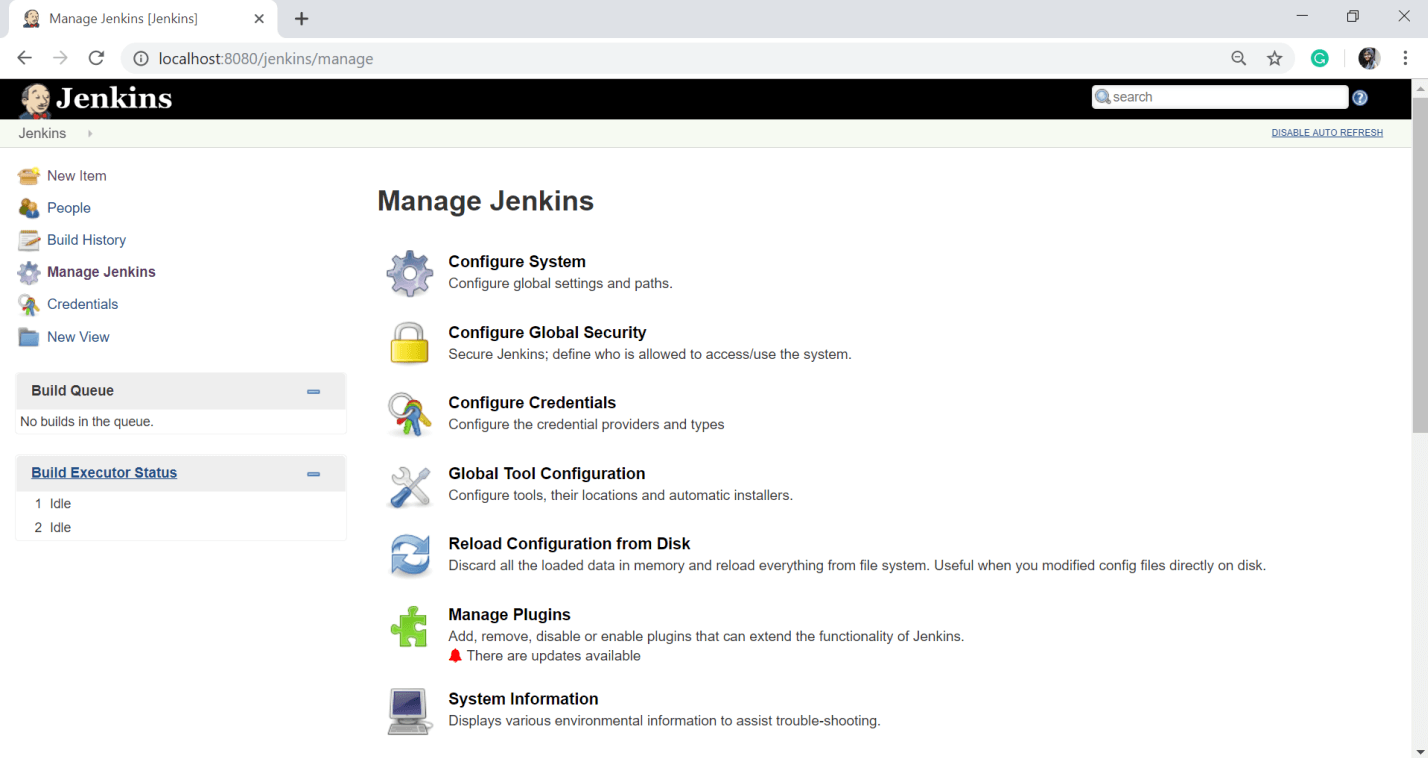 Manage Jenkins [Jenkins]
localhost:8080/jenkins/manage
Jenkins
search
Jenkins
DISABLE AUTO REFRESH
New Item
People
Build History
Manage Jenkins
Credentials
New View
Build Queue
No builds in the queue.
Build Executor Status
1 Idle
2 Idle
Manage Jenkins
Configure System
Configure global settings and paths.
Configure Global Security
Secure Jenkins; define who is allowed to access/use the system.
Configure Credentials
Configure the credential providers and types
Global Tool Configuration
Configure tools, their locations and automatic installers.
Reload Configuration from Disk
Discard all the loaded data in memory and reload everything from file system. Useful when you modified config files directly on disk.
Manage Plugins
Add, remove, disable or enable plugins that can extend the functionality of Jenkins.
There are updates available
System Information
Displays various environmental information to assist trouble-shooting.